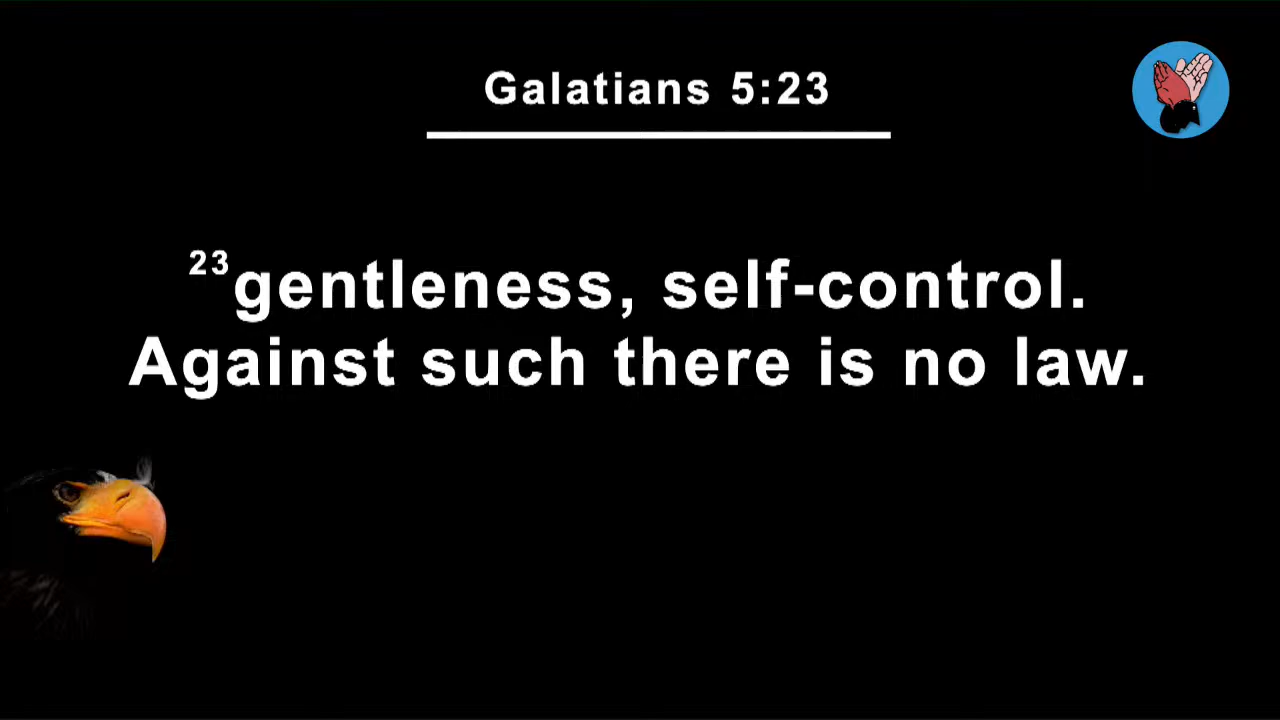 Galatians 5:23
23gentleness, self-control.
Against such there is no law.